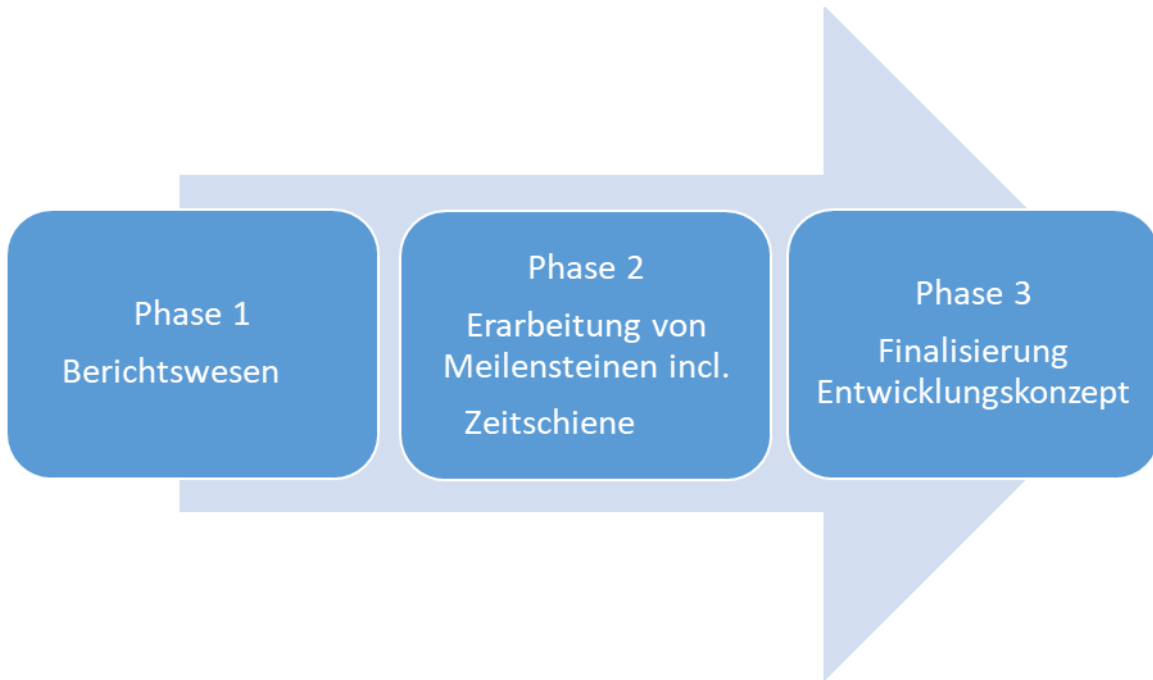 Phase 1
Berichtswesen
Phase 2
Erarbeitung von
Meilensteinen incl.
Zeitschiene
Phase 3
Finalisierung
Entwicklungskonzept